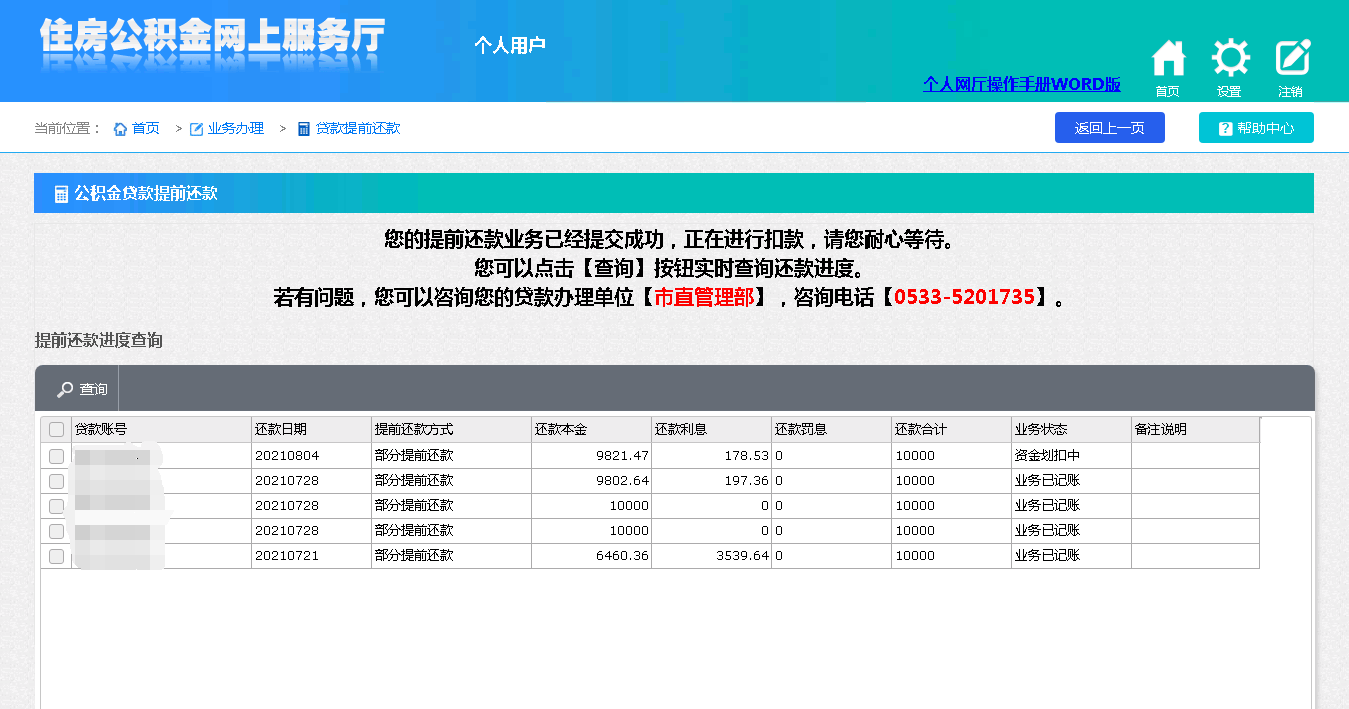 住房公积金网上服务厅
个人用户
个人网厅操作手册WORD版
首页 设置 注销
当前位置： 首页 > 业务办理 > 贷款提前还款
返回上一页 帮助中心
公积金贷款提前还款
您的提前还款业务已经提交成功，正在进行扣款，请您耐心等待。
您可以点击【查询】按钮实时查询还款进度。
若有问题，您可以咨询您的贷款办理单位【市直管理部】，咨询电话【0533-5201735】。
提前还款进度查询
查询
贷款账号 还款日期 提前还款方式 还款本金 还款利息 还款罚息 还款合计 业务状态 备注说明
20210804 部分提前还款 9821.47 178.53 0 10000 资金划扣中
20210728 部分提前还款 9802.64 197.36 0 10000 业务已记账
20210728 部分提前还款 10000 0 0 10000 业务已记账
20210728 部分提前还款 10000 0 0 10000 业务已记账
20210721 部分提前还款 6460.36 3539.64 0 10000 业务已记账